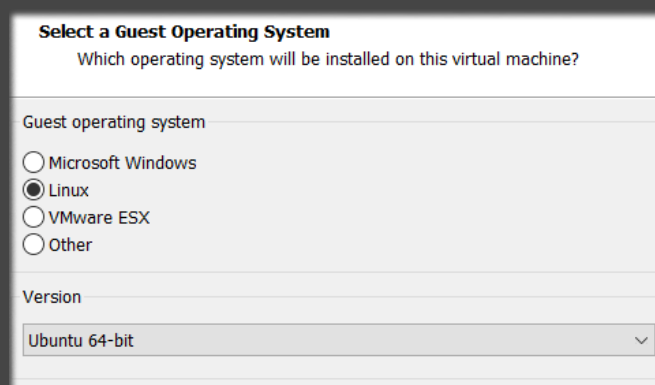 Select a Guest Operating System
Which operating system will be installed on this virtual machine?
Guest operating system
Microsoft Windows
Linux
VMware ESX
Other
Version
Ubuntu 64-bit